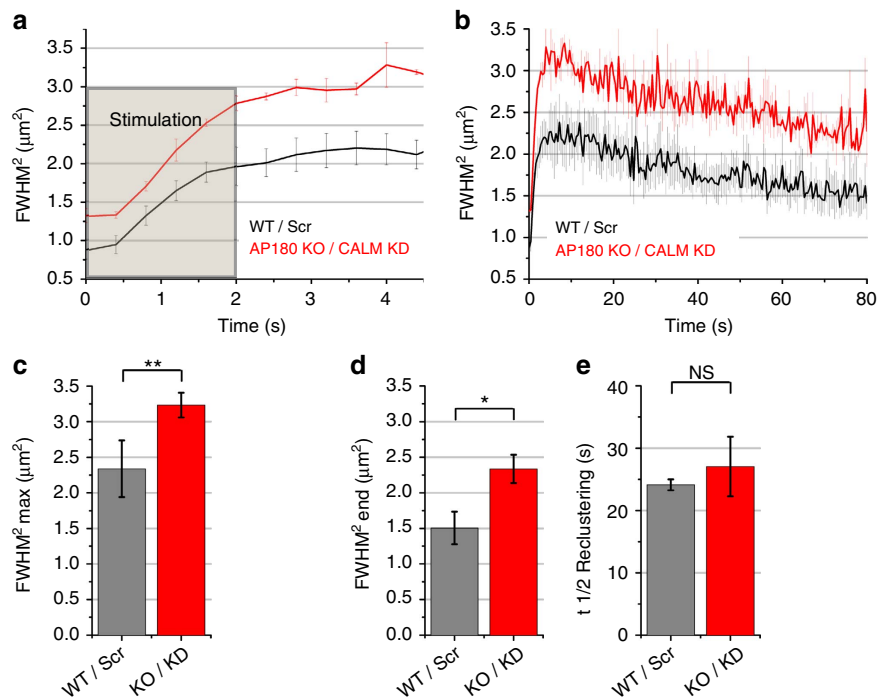 a
3.5
3.0
2.5
2.0
1.5
1.0
0.5
FWHM² (µm²)
Stimulation
WT / Scr
AP180 KO / CALM KD
0
1
2
3
4
Time (s)
b
3.5
3.0
2.5
2.0
1.5
1.0
0.5
FWHM² (µm²)
WT / Scr
AP180 KO / CALM KD
0
20
40
60
80
Time (s)
c
**
3.5
3.0
2.5
2.0
1.5
1.0
0.5
0.0
FWHM² max (µm²)
WT / Scr
KO / KD
d
*
3.5
3.0
2.5
2.0
1.5
1.0
0.5
0.0
FWHM² end (µm²)
WT / Scr
KO / KD
e
NS
40
30
20
10
0
t 1/2 Reclustering (s)
WT / Scr
KO / KD